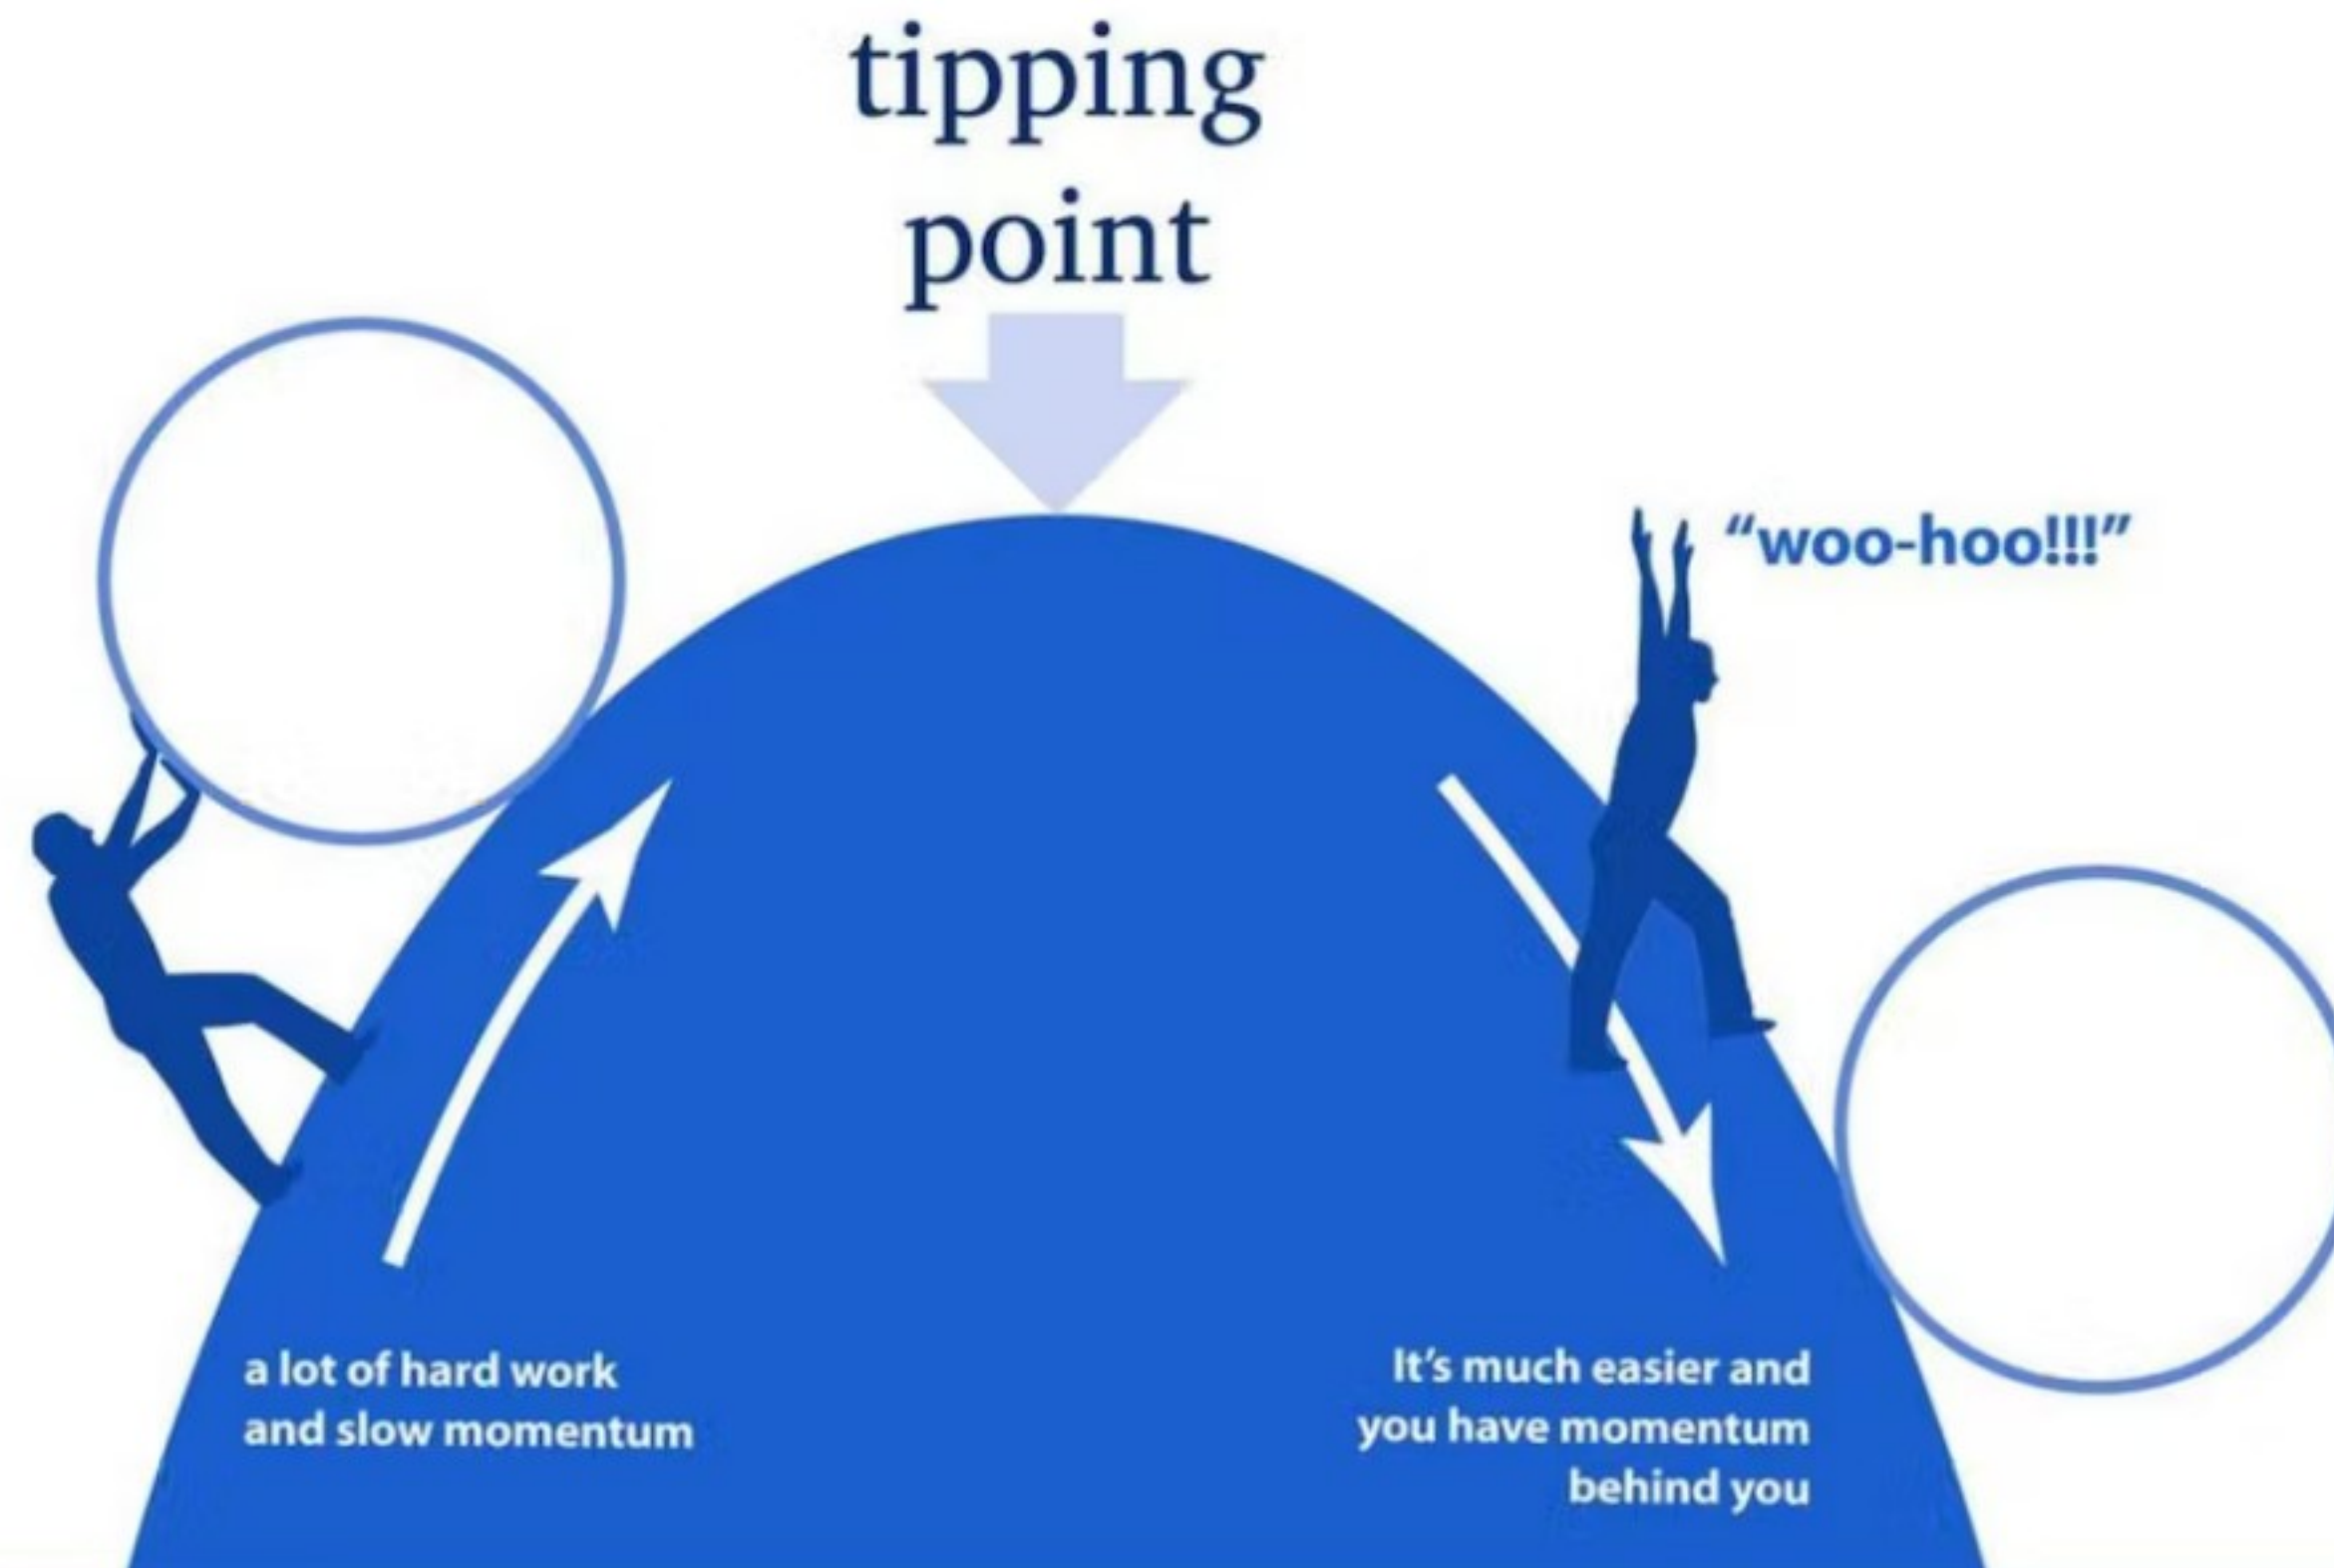 tipping
point
“woo-hoo!!!”
a lot of hard work
and slow momentum
It’s much easier and
you have momentum
behind you